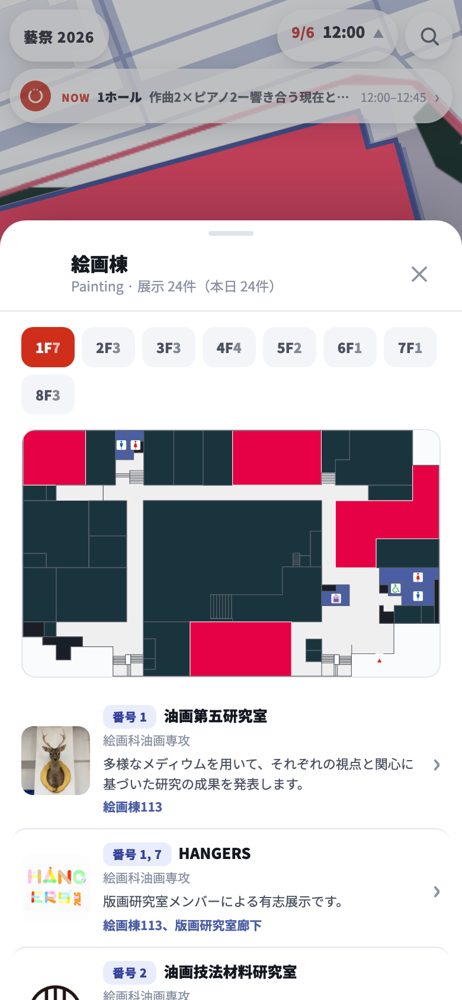 藝祭 2026
9/6 12:00 ▲
NOW 1ホール 作曲2×ピアノ2ー響き合う現在と… 12:00–12:45 ›
絵画棟
Painting · 展示 24件（本日 24件）
1F7 2F3 3F3 4F4 5F2 6F1 7F1
8F3
番号 1 油画第五研究室
絵画科油画専攻
多様なメディウムを用いて、それぞれの視点と関心に
基づいた研究の成果を発表します。
絵画棟113
HANGERS
番号 1, 7 HANGERS
絵画科油画専攻
版画研究室メンバーによる有志展示です。
絵画棟113、版画研究室廊下
番号 2 油画技法材料研究室
絵画科油画専攻